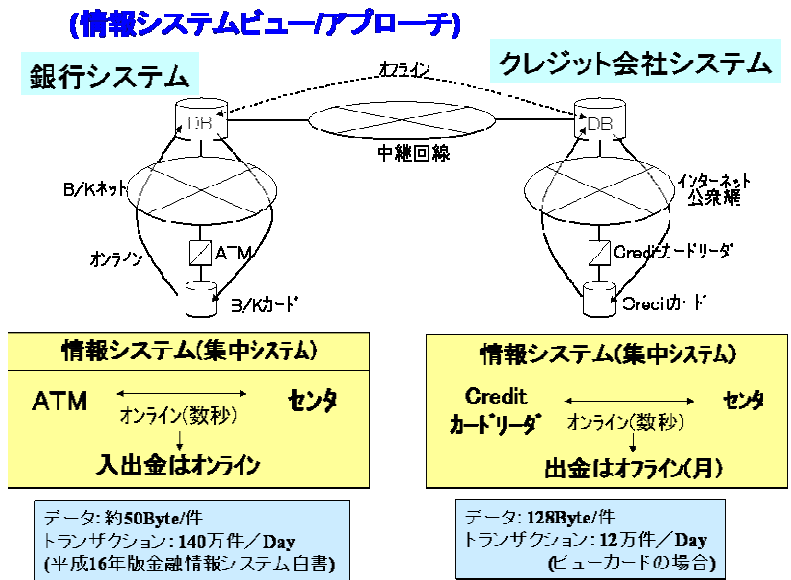 (情報システムビュー/アプローチ)
銀行システム
クレジット会社システム
オフライン
DB
DB
中継回線
B/Kネット
インターネット
公衆網
オンライン
ATM
Creditカードリーダ
B/Kカード
Creditカード
情報システム(集中システム)
ATM
センタ
オンライン(数秒)
入出金はオンライン
情報システム(集中システム)
Credit
カードリーダ
センタ
オンライン(数秒)
出金はオフライン(月)
データ: 約50Byte/件
トランザクション: 140万件/Day
(平成16年版金融情報システム白書)
データ: 128Byte/件
トランザクション: 12万件/Day
(ビューカードの場合)